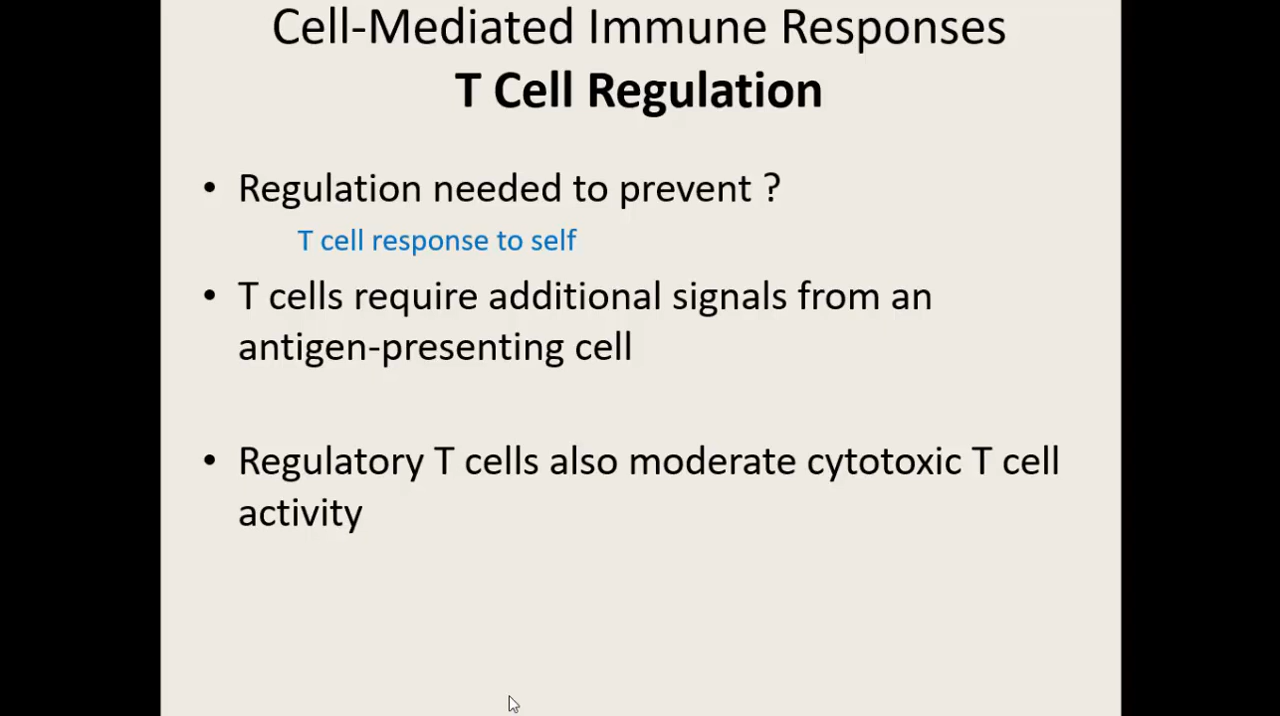 Cell-Mediated Immune Responses
T Cell Regulation
• Regulation needed to prevent ?
T cell response to self
• T cells require additional signals from an
antigen-presenting cell
• Regulatory T cells also moderate cytotoxic T cell
activity